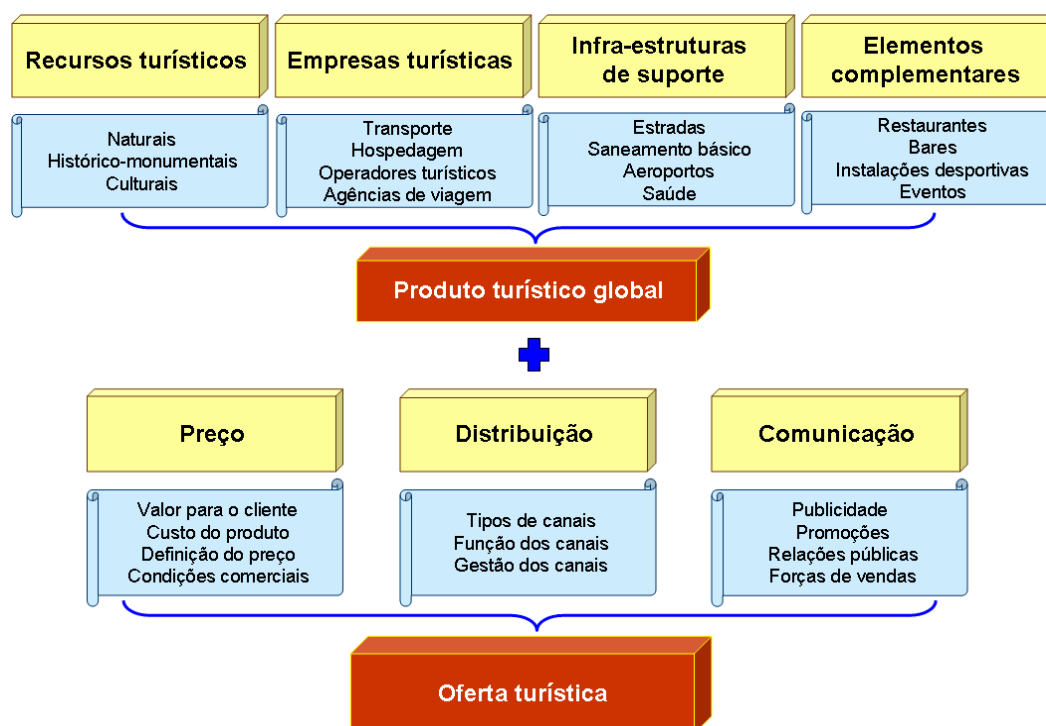 Recursos turísticos
Empresas turísticas
Infra-estruturas
de suporte
Elementos
complementares
Naturais
Histórico-monumentais
Culturais
Transporte
Hospedagem
Operadores turísticos
Agências de viagem
Estradas
Saneamento básico
Aeroportos
Saúde
Restaurantes
Bares
Instalações desportivas
Eventos
Produto turístico global
Preço
Distribuição
Comunicação
Valor para o cliente
Custo do produto
Definição do preço
Condições comerciais
Tipos de canais
Função dos canais
Gestão dos canais
Publicidade
Promoções
Relações públicas
Forças de vendas
Oferta turística